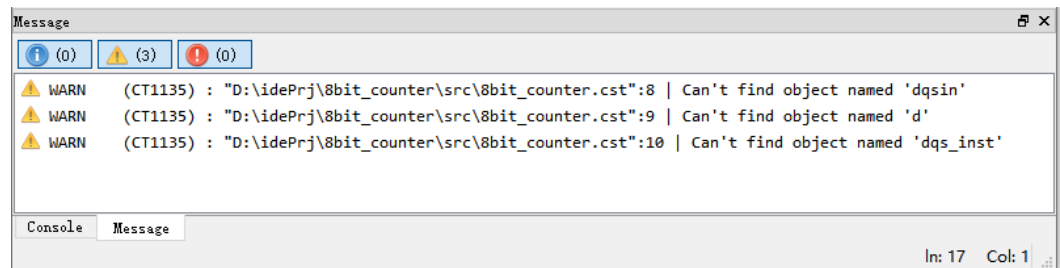 Message
(0) (3) (0)
WARN (CT1135) : "D:\idePrj\8bit_counter\src\8bit_counter.cst":8 | Can't find object named 'dqsin'
WARN (CT1135) : "D:\idePrj\8bit_counter\src\8bit_counter.cst":9 | Can't find object named 'd'
WARN (CT1135) : "D:\idePrj\8bit_counter\src\8bit_counter.cst":10 | Can't find object named 'dqs_inst'
Console Message
In: 17 Col: 1